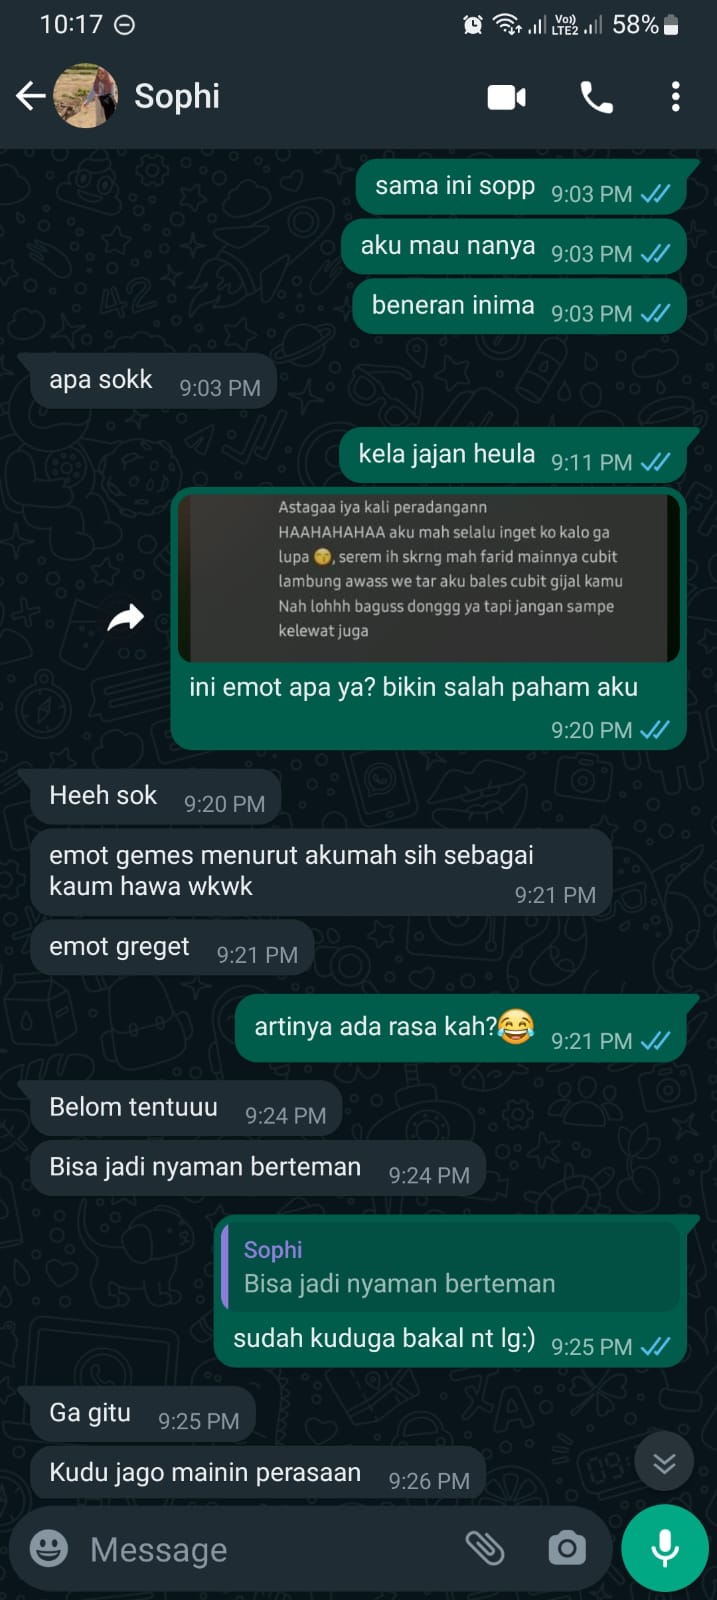 10:17
Vo))
LTE2
58%
Sophi
sama ini sopp 9:03 PM
aku mau nanya 9:03 PM
beneran inima 9:03 PM
apa sokk 9:03 PM
kela jajan heula 9:11 PM
Astagaa iya kali peradangann
HAAHAHAHAA aku mah selalu inget ko kalo ga
lupa 😙, serem ih skrng mah farid mainnya cubit
lambung awass we tar aku bales cubit gijal kamu
Nah lohhh baguss donggg ya tapi jangan sampe
kelewat juga
ini emot apa ya? bikin salah paham aku
9:20 PM
Heeh sok 9:20 PM
emot gemes menurut akumah sih sebagai
kaum hawa wkwk 9:21 PM
emot greget 9:21 PM
artinya ada rasa kah?😂 9:21 PM
Belom tentuuu 9:24 PM
Bisa jadi nyaman berteman 9:24 PM
Sophi
Bisa jadi nyaman berteman
sudah kuduga bakal nt lg:) 9:25 PM
Ga gitu 9:25 PM
Kudu jago mainin perasaan 9:26 PM
Message